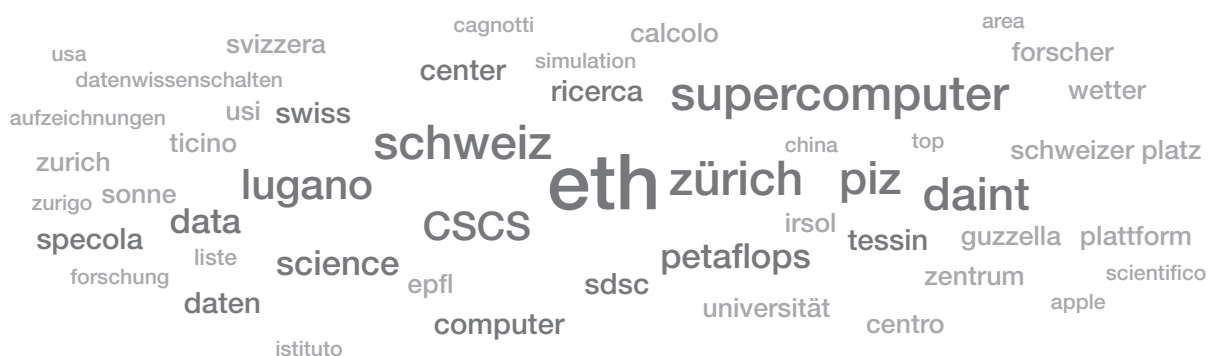 cagnotti
area
svizzera
calcolo
usa
forscher
simulation
center
datenwissenschalten
ricerca
supercomputer
wetter
aufzeichnungen
usi
swiss
schweiz
ticino
china
top
schweizer platz
zurich
eth
zürich
piz
daint
lugano
sonne
zurigo
data
cscs
irsol
specola
tessin
guzzella
plattform
liste
science
petaflops
forschung
epfl
sdsc
zentrum
scientifico
daten
universität
apple
computer
centro
istituto